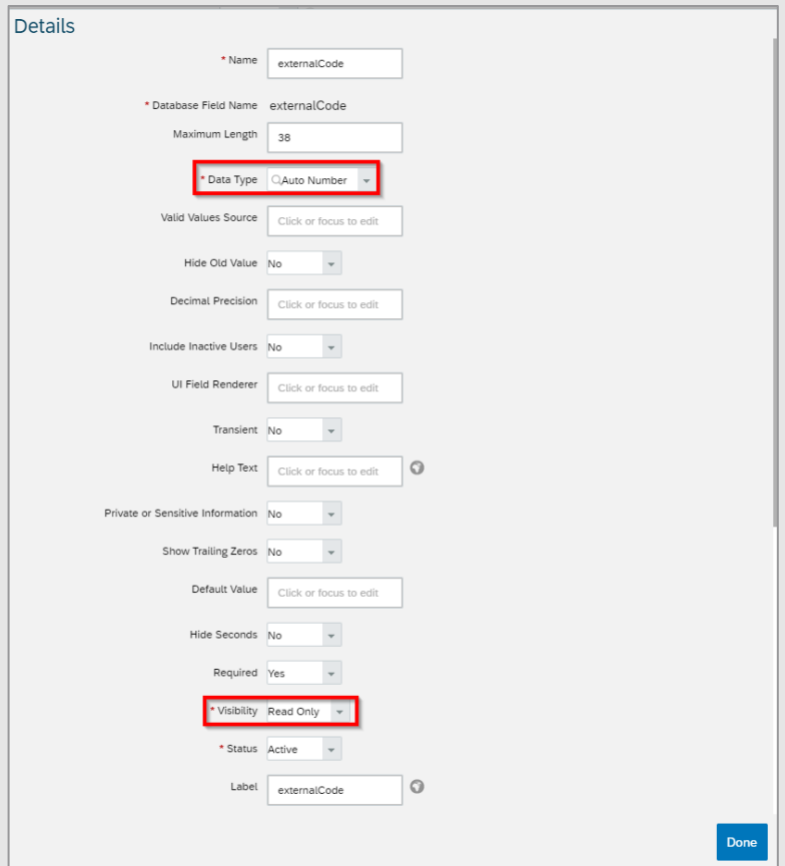 Details
* Name externalCode
* Database Field Name externalCode
Maximum Length 38
* Data Type Auto Number
Valid Values Source Click or focus to edit
Hide Old Value No
Decimal Precision Click or focus to edit
Include Inactive Users No
UI Field Renderer Click or focus to edit
Transient No
Help Text Click or focus to edit
Private or Sensitive Information No
Show Trailing Zeros No
Default Value Click or focus to edit
Hide Seconds No
Required Yes
* Visibility Read Only
* Status Active
Label externalCode
Done